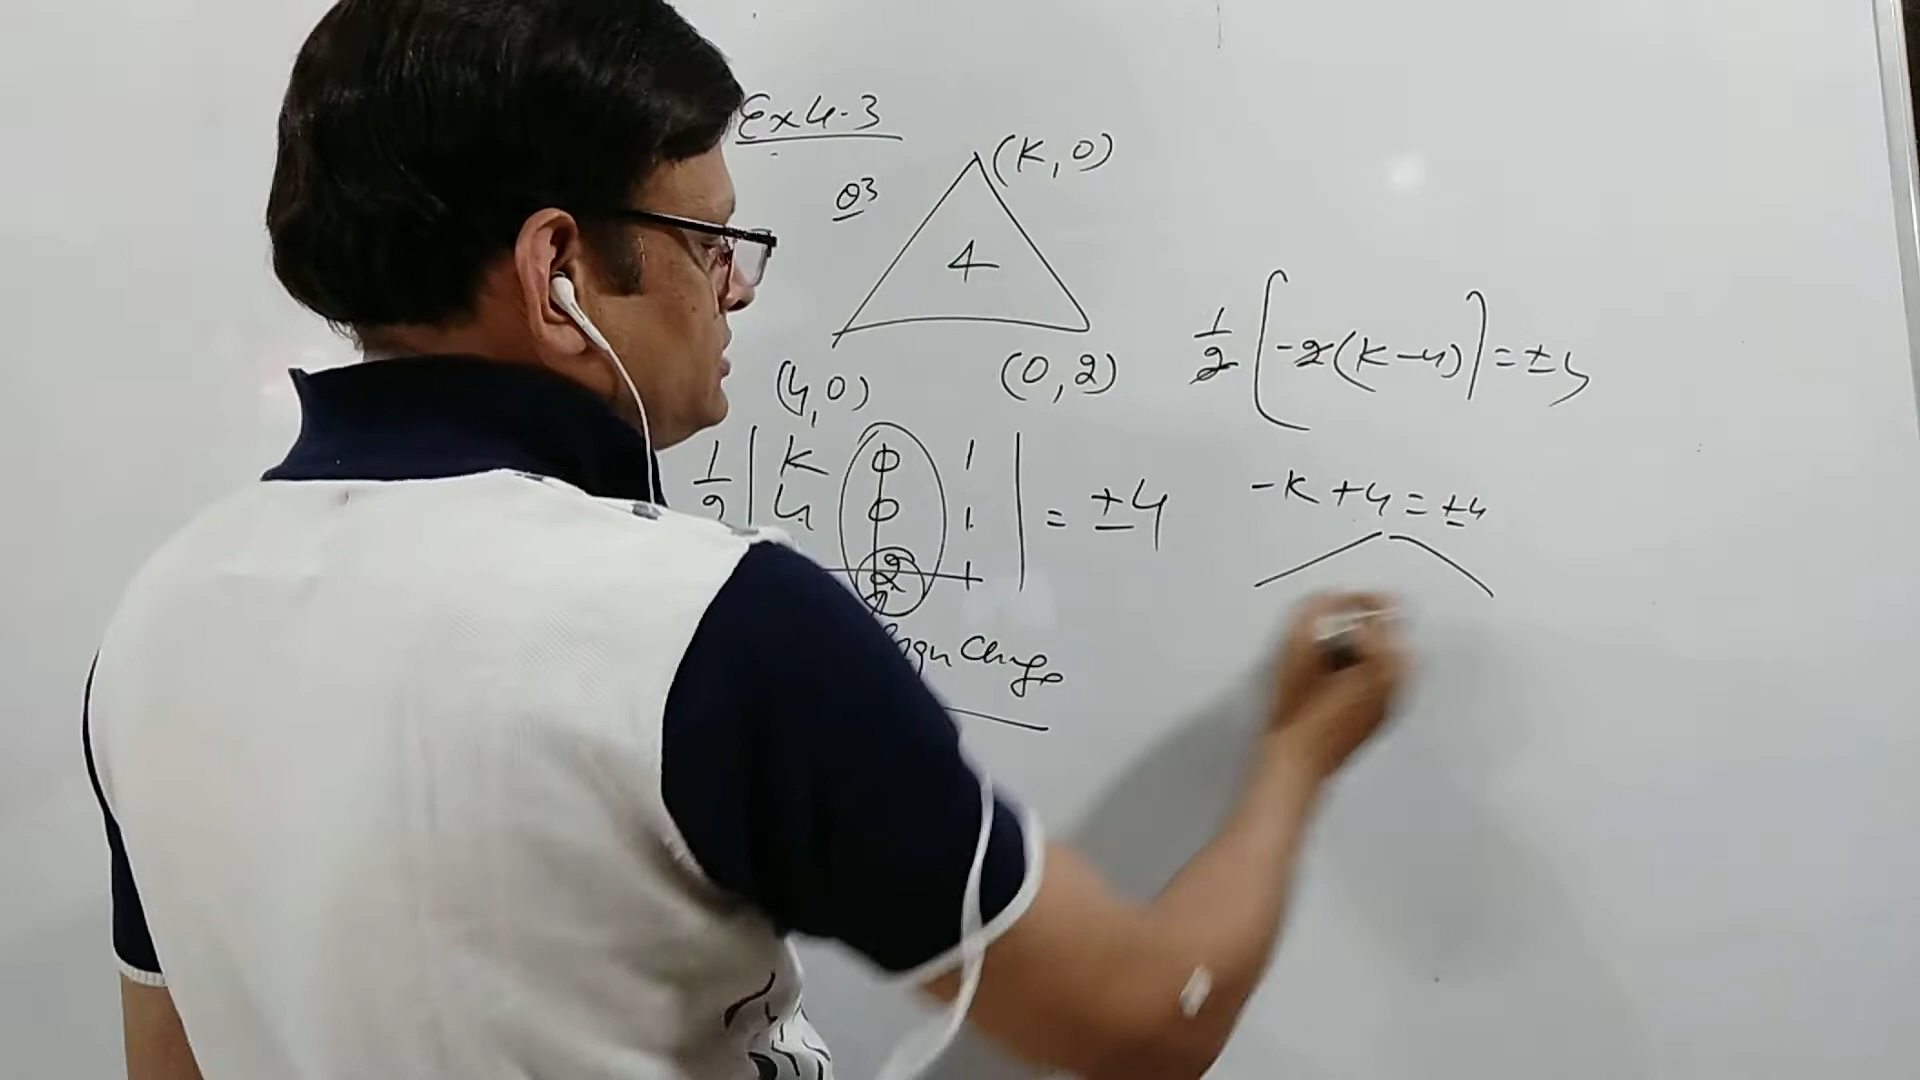 Ex 4.3
Q3
(K, 0)
4
(4, 0)
(0, 2)
1/2 | K 0 1 |
| 4 0 1 | = ±4
2 1
Sign Change
1/2 [-2(K-4)] = ±4
-K+4 = ±4